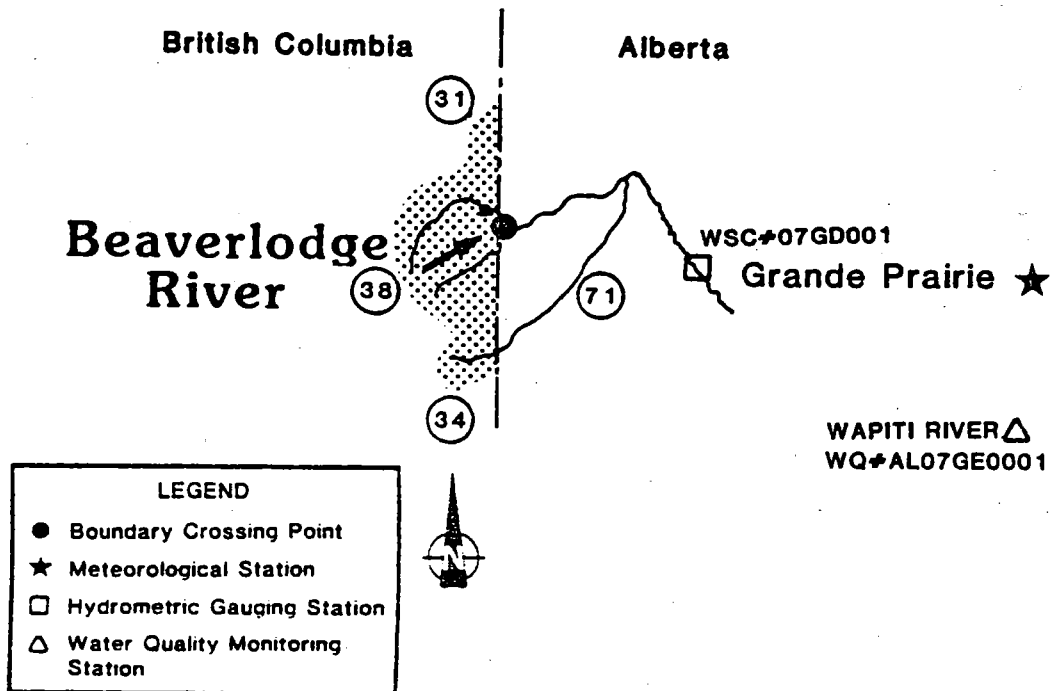 British Columbia
Alberta
31
Beaverlodge
River
38
34
71
WSC#07GD001
Grande Prairie
WAPITI RIVER
WQ#AL07GE0001
LEGEND
Boundary Crossing Point
Meteorological Station
Hydrometric Gauging Station
Water Quality Monitoring
Station
N